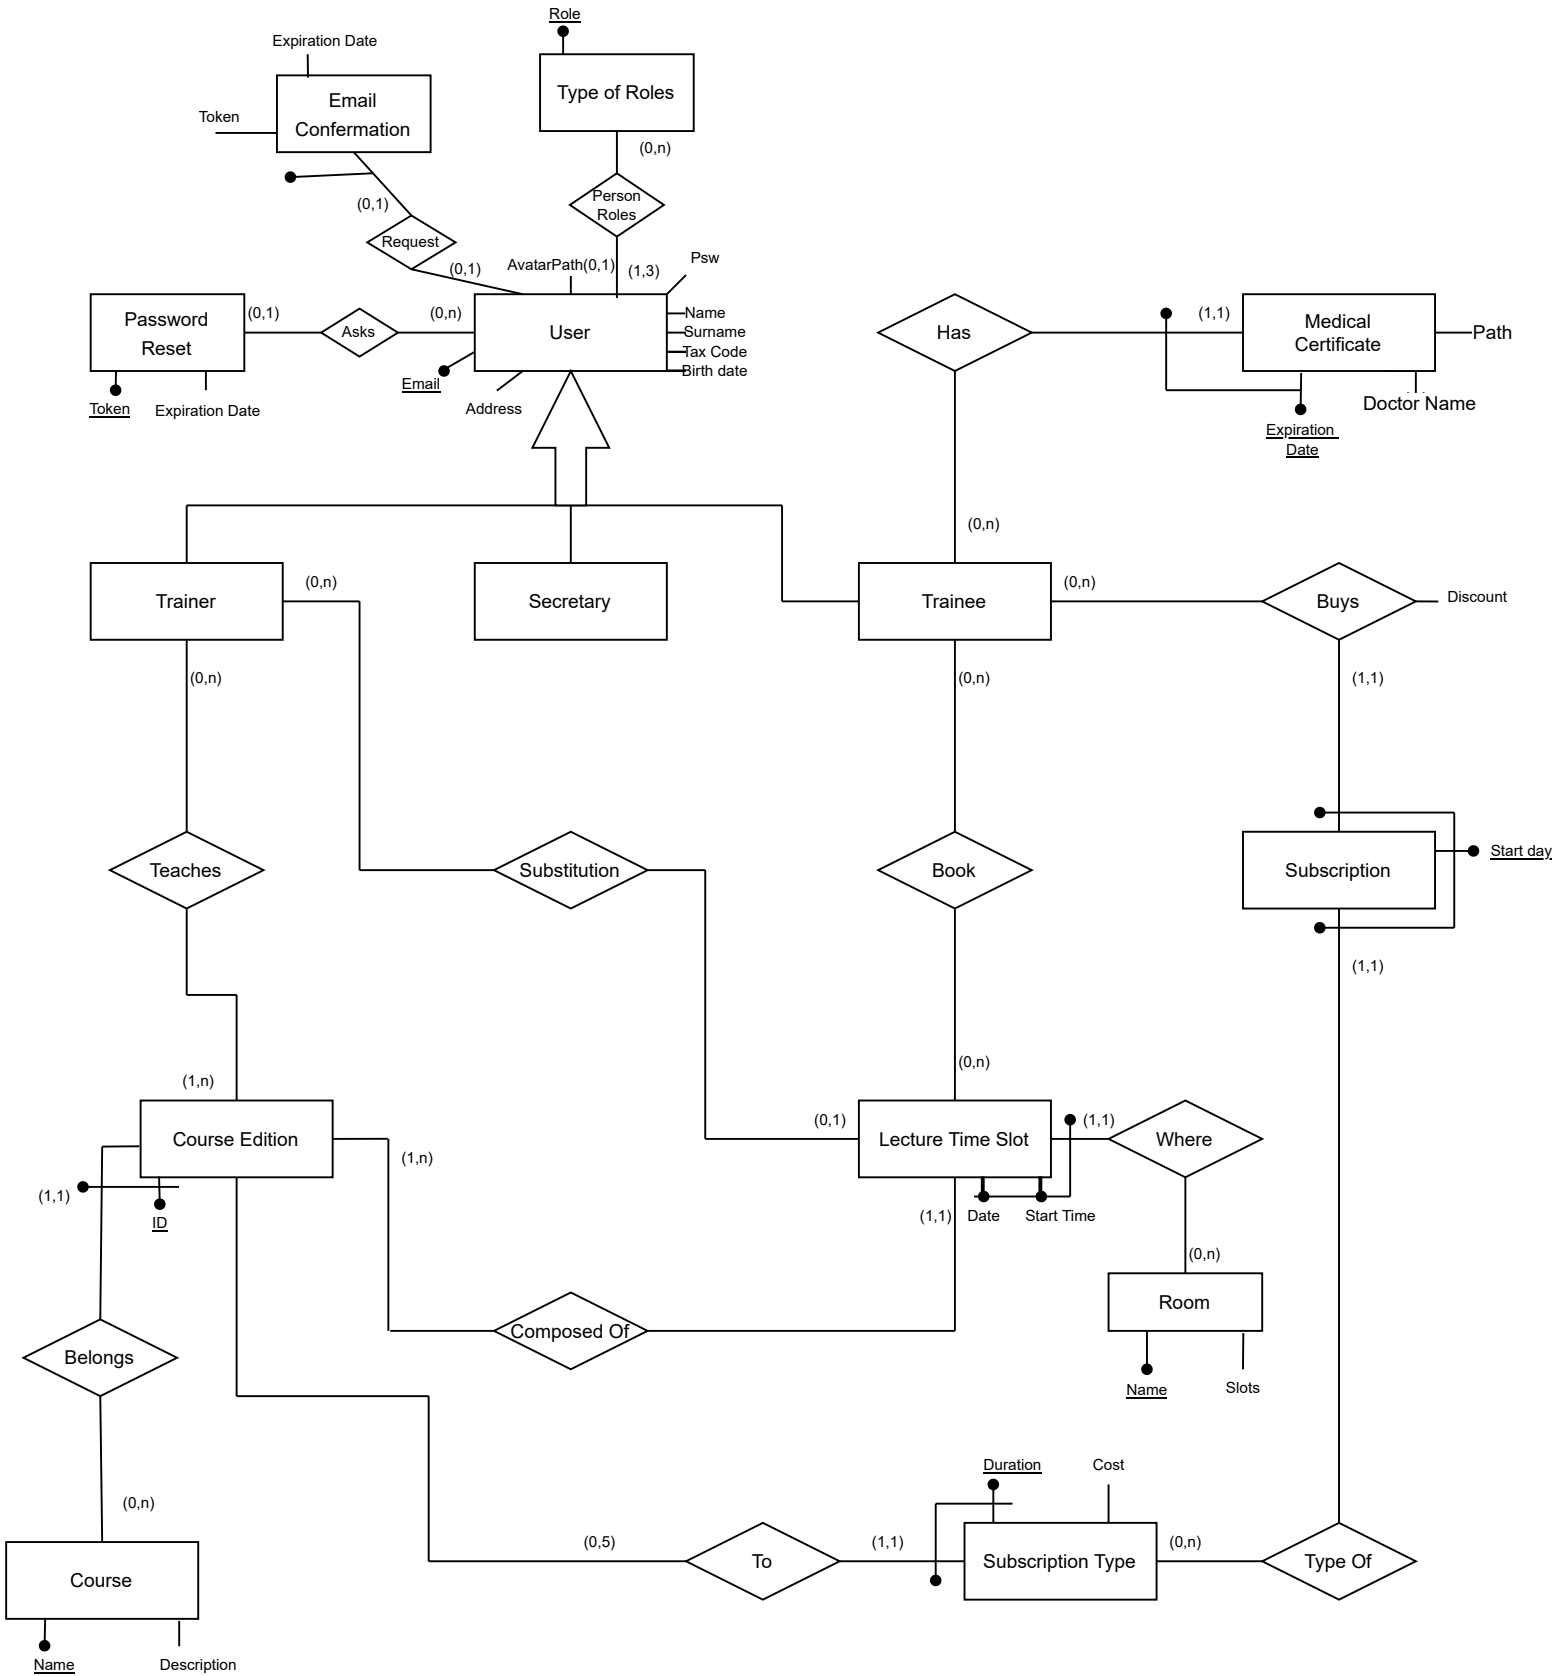 Role
Expiration Date
Type of Roles
Email
Confermation
Token
(0,n)
Person
Roles
(0,1)
Request
(0,1)
AvatarPath(0,1)
(1,3)
Psw
Password
Reset
(0,1)
Asks
(0,n)
User
Name
Surname
Tax Code
Birth date
Email
Address
Token
Expiration Date
Has
(1,1)
Medical
Certificate
Path
Doctor Name
Expiration
Date
(0,n)
Trainer
(0,n)
Secretary
Trainee
(0,n)
Buys
Discount
(0,n)
(0,n)
(1,1)
Teaches
Substitution
Book
Subscription
Start day
(1,1)
(1,n)
(0,n)
Course Edition
(1,n)
(0,1)
Lecture Time Slot
(1,1)
Where
(1,1)
ID
(1,1)
Date
Start Time
(0,n)
Room
Composed Of
Belongs
Name
Slots
(0,n)
Duration
Cost
(0,5)
To
(1,1)
Subscription Type
(0,n)
Type Of
Course
Name
Description